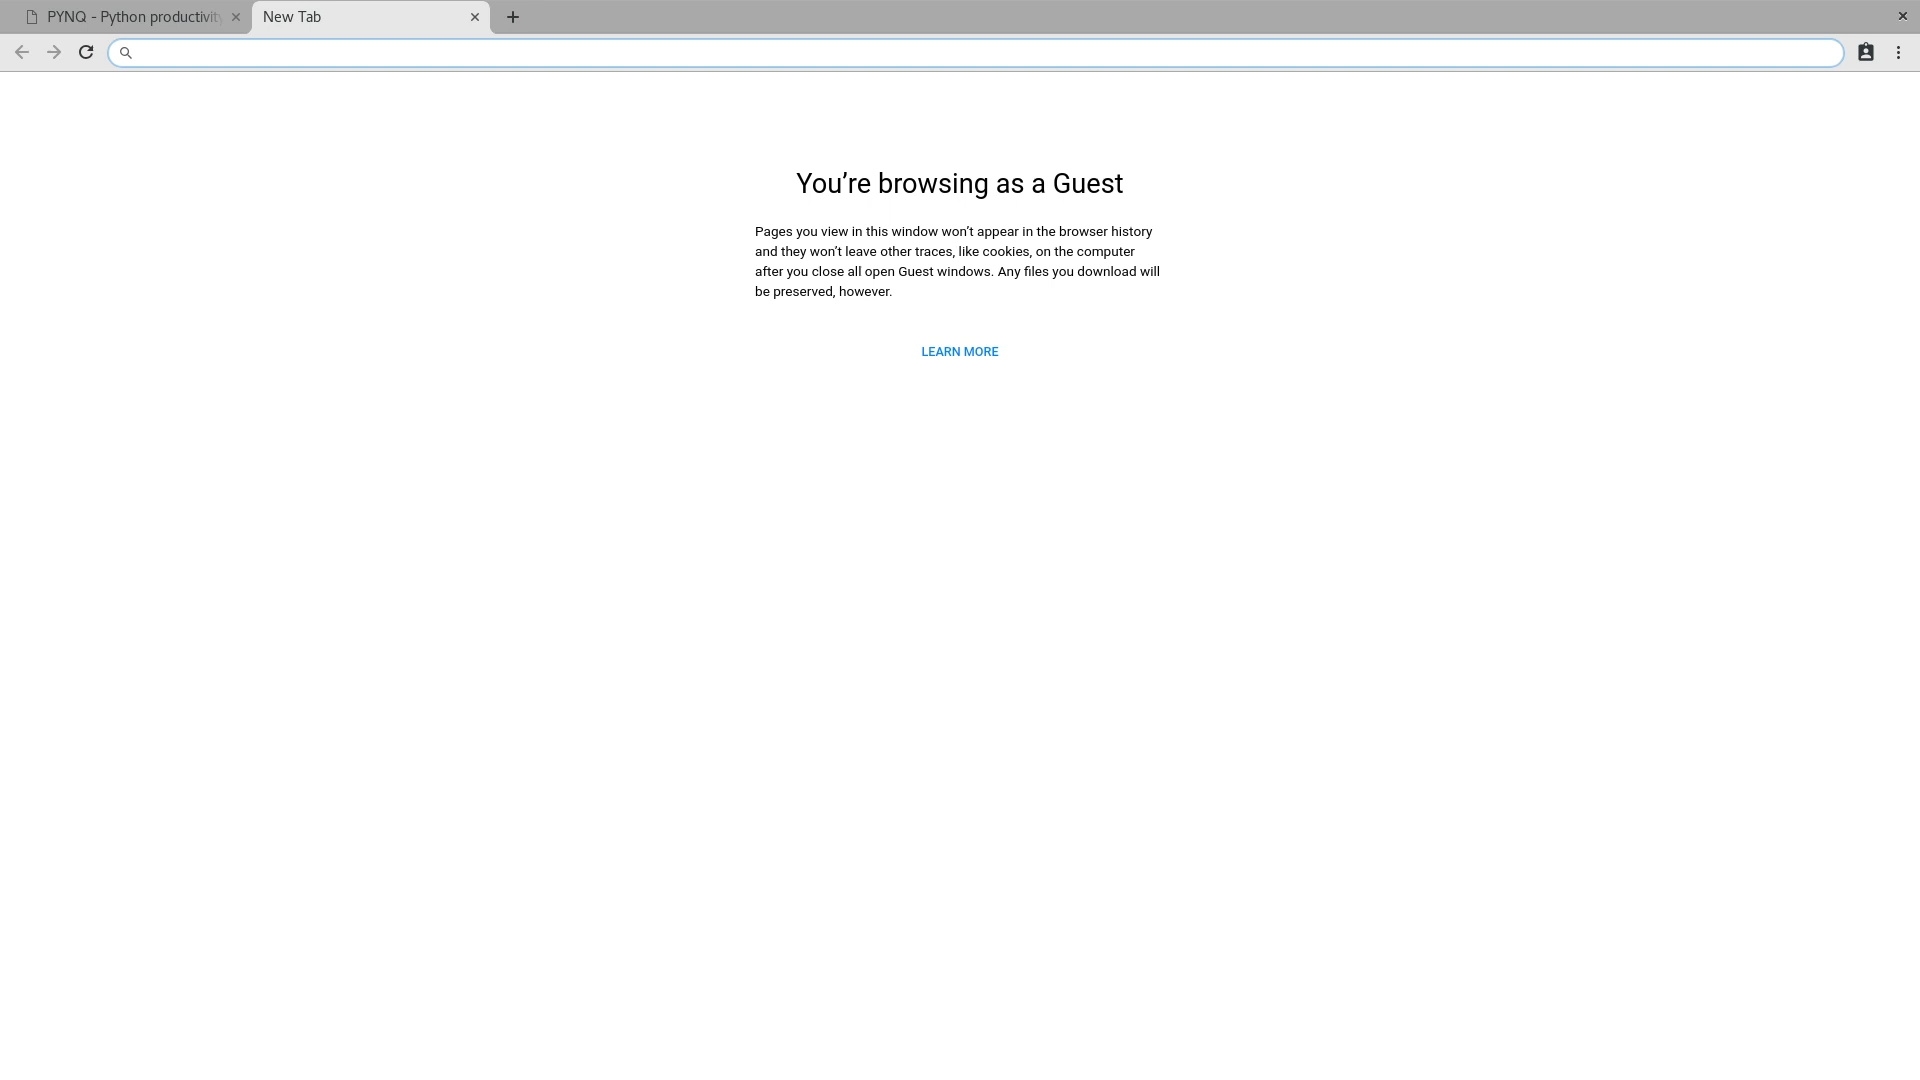 PYNQ - Python productivity
New Tab
You’re browsing as a Guest
Pages you view in this window won’t appear in the browser history
and they won’t leave other traces, like cookies, on the computer
after you close all open Guest windows. Any files you download will
be preserved, however.
LEARN MORE